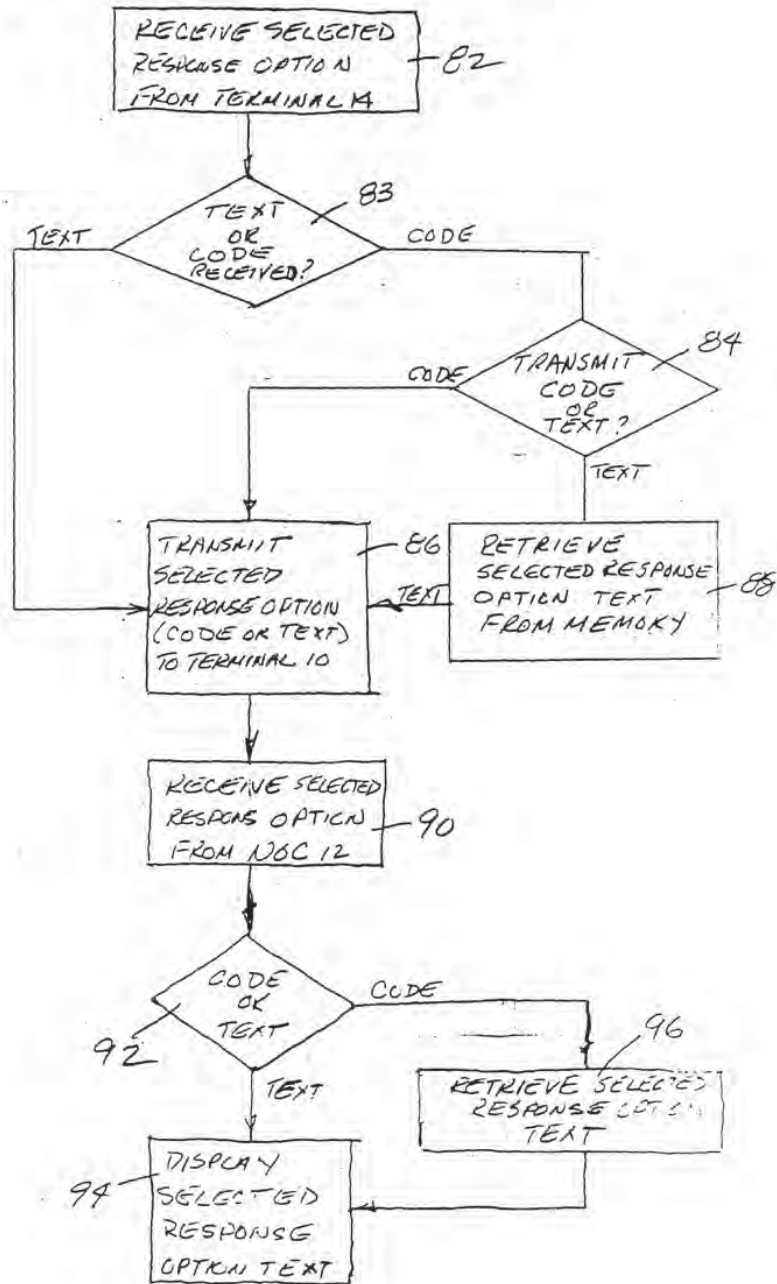 RECEIVE SELECTED
RESPONSE OPTION
FROM TERMINAL 14
82
TEXT
OR
CODE
RECEIVED?
83
TEXT
CODE
TRANSMIT
CODE
OR
TEXT?
84
CODE
TEXT
TRANSMIT
SELECTED
RESPONSE OPTION
(CODE OR TEXT)
TO TERMINAL 10
86
TEXT
RETRIEVE
SELECTED RESPONSE
OPTION TEXT
FROM MEMORY
88
RECEIVE SELECTED
RESPONS OPTION
FROM NOC 12
90
CODE
OR
TEXT
92
CODE
TEXT
96
RETRIEVE SELECTED
RESPONSE OPTION
TEXT
94
DISPLAY
SELECTED
RESPONSE
OPTION TEXT